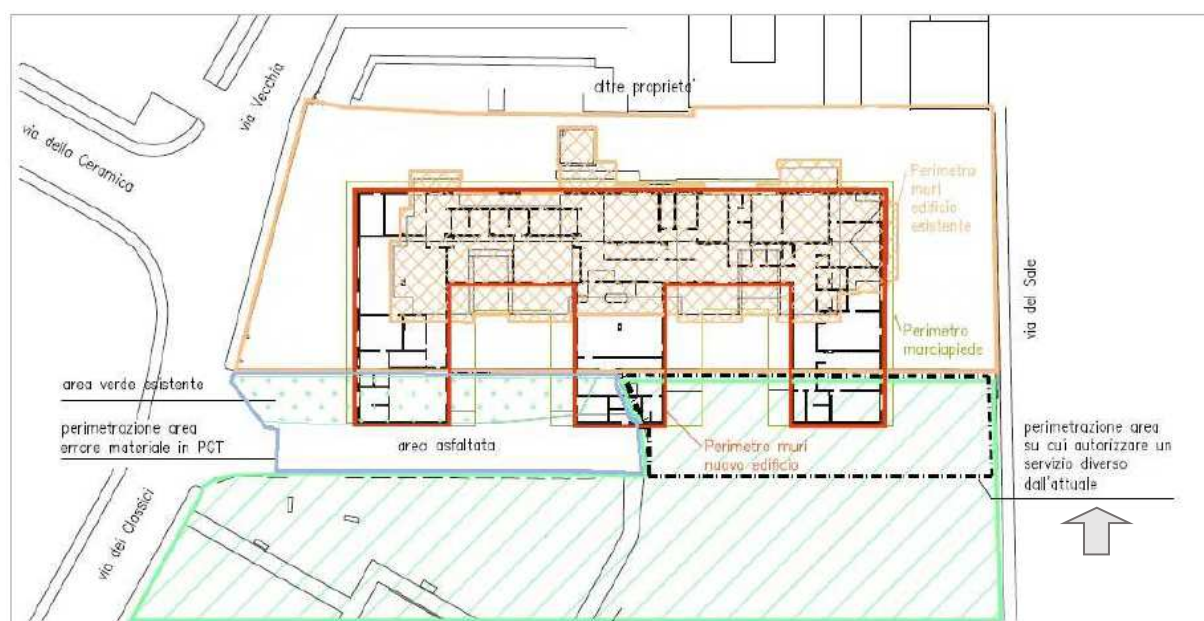 altre proprieta'
via Vecchia
via della Ceramica
Perimetro
muri
edificio
esistente
via del Sale
Perimetro
marciapiede
area verde esistente
perimetrazione area
errore materiale in PCT
area asfaltata
Perimetro muri
nuovo edificio
perimetrazione area
su cui autorizzare un
servizio diverso
dall'attuale
via dei Classici